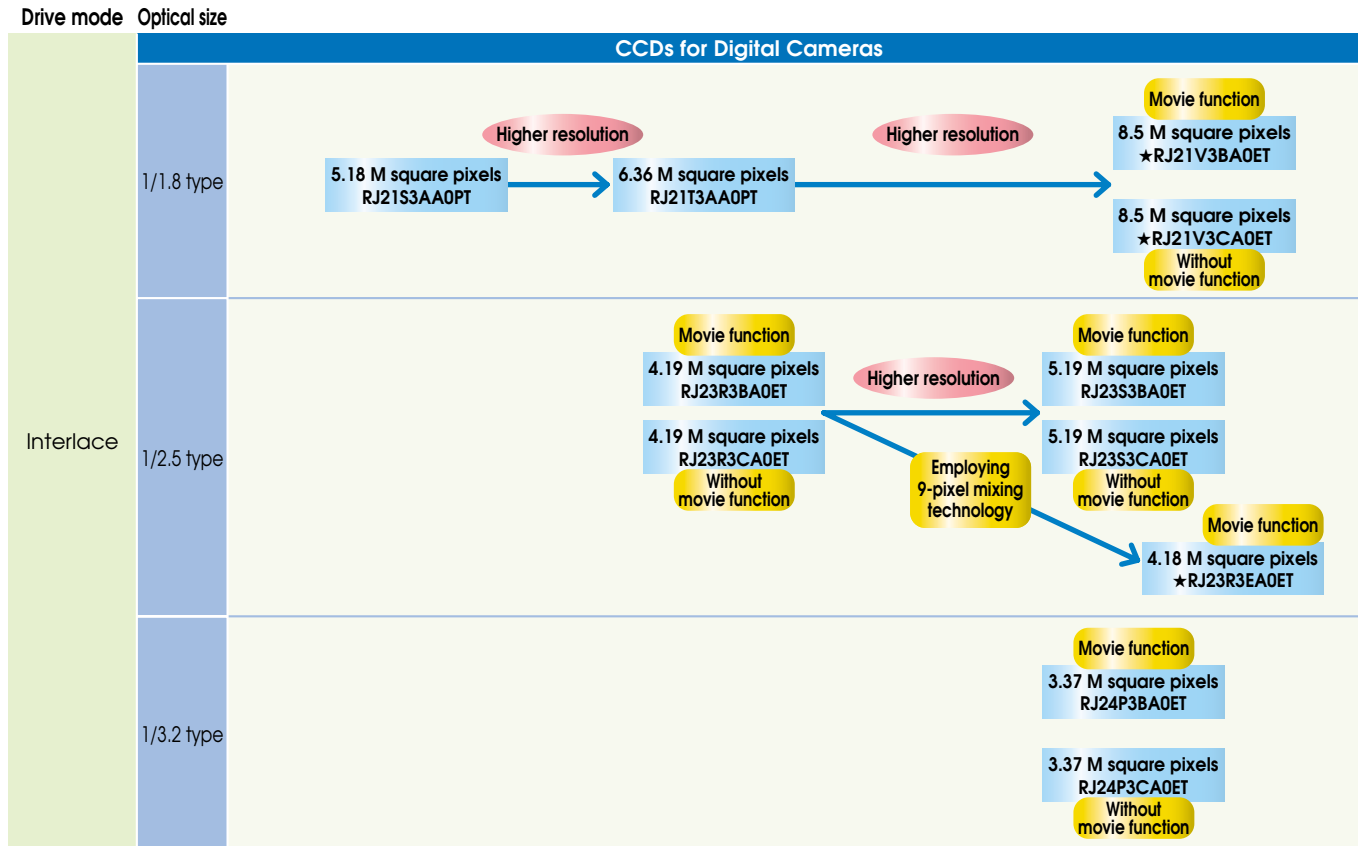 Drive mode Optical size
CCDs for Digital Cameras
Interlace
1/1.8 type
Higher resolution
Higher resolution
5.18 M square pixels
RJ21S3AA0PT
6.36 M square pixels
RJ21T3AA0PT
Movie function
8.5 M square pixels
★RJ21V3BA0ET
8.5 M square pixels
★RJ21V3CA0ET
Without
movie function
1/2.5 type
Movie function
4.19 M square pixels
RJ23R3BA0ET
4.19 M square pixels
RJ23R3CA0ET
Without
movie function
Higher resolution
Employing
9-pixel mixing
technology
Movie function
5.19 M square pixels
RJ23S3BA0ET
5.19 M square pixels
RJ23S3CA0ET
Without
movie function
Movie function
4.18 M square pixels
★RJ23R3EA0ET
1/3.2 type
Movie function
3.37 M square pixels
RJ24P3BA0ET
3.37 M square pixels
RJ24P3CA0ET
Without
movie function